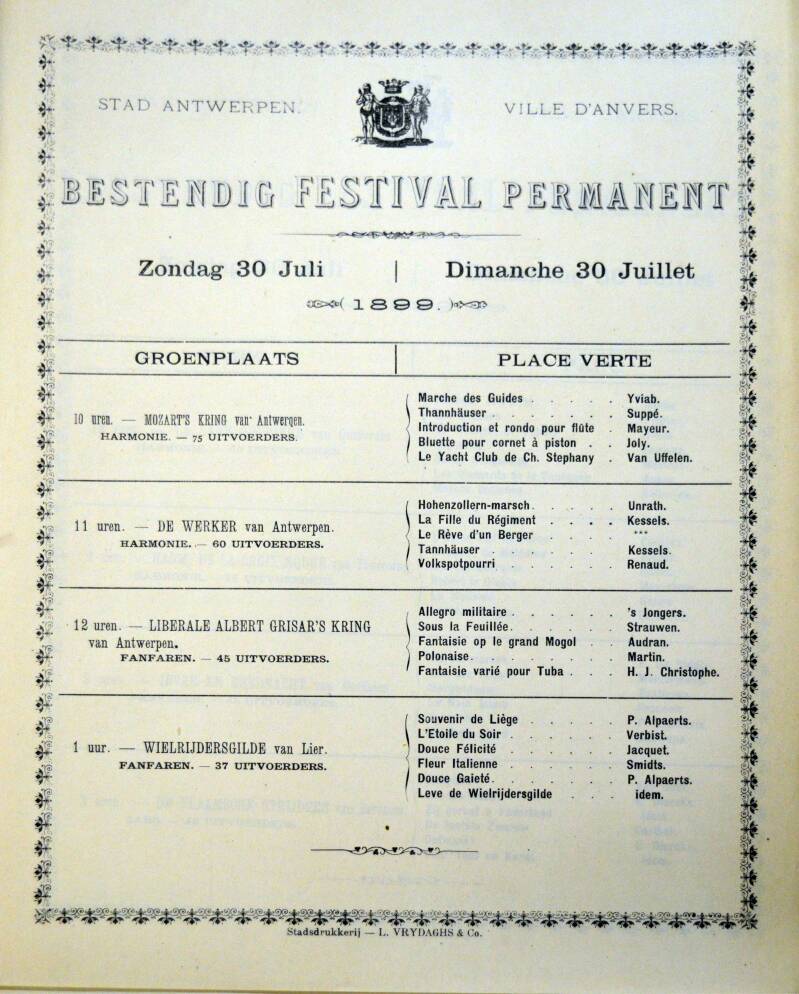 STAD ANTWERPEN.
VILLE D'ANVERS.
BESTENDIG FESTIVAL PERMANENT
Zondag 30 Juli | Dimanche 30 Juillet
1899.
GROENPLAATS
PLACE VERTE
10 uren. — MOZART'S KRING van Antwerqen.
HARMONIE. — 75 UITVOERDERS.
Marche des Guides . . . . . Yviab.
Thannhäuser . . . . . . . Suppé.
Introduction et rondo pour flûte . Mayeur.
Bluette pour cornet à piston . . Joly.
Le Yacht Club de Ch. Stephany . Van Uffelen.
11 uren. — DE WERKER van Antwerpen.
HARMONIE. — 60 UITVOERDERS.
Hohenzollern-marsch . . . . . Unrath.
La Fille du Régiment . . . . Kessels.
Le Rève d'un Berger . . . . ***
Tannhäuser . . . . . . Kessels.
Volkspotpourri . . . . . . Renaud.
12 uren. — LIBERALE ALBERT GRISAR'S KRING
van Antwerpen.
FANFAREN. — 45 UITVOERDERS.
Allegro militaire . . . . . . 's Jongers.
Sous la Feuillée . . . . . . Strauwen.
Fantaisie op le grand Mogol . . Audran.
Polonaise . . . . . . . . Martin.
Fantaisie varié pour Tuba . . . H. J. Christophe.
1 uur. — WIELRIJDERSGILDE van Lier.
FANFAREN. — 37 UITVOERDERS.
Souvenir de Liège . . . . . P. Alpaerts.
L'Etoile du Soir . . . . . . Verbist.
Douce Félicité . . . . . . Jacquet.
Fleur Italienne . . . . . . Smidts.
Douce Gaieté . . . . . . . P. Alpaerts.
Leve de Wielrijdersgilde . . . idem.
Stadsdrukkerij — L. VRYDAGHS & Co.